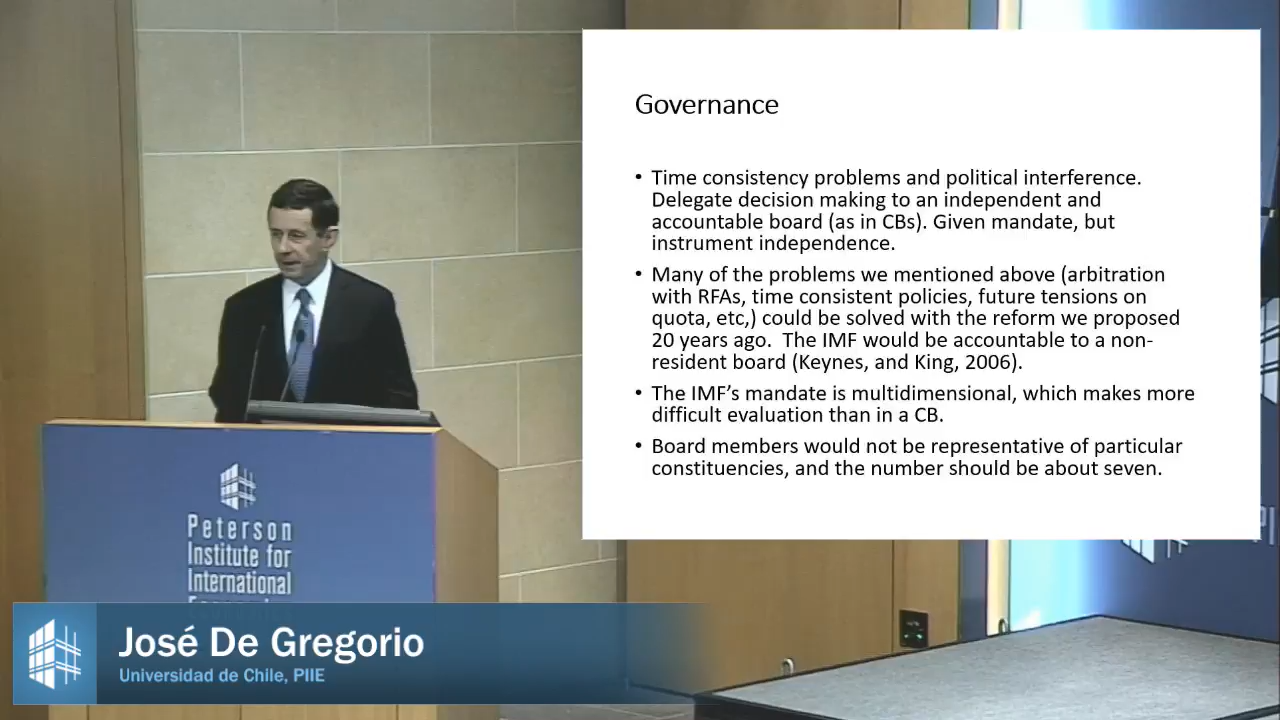 Governance
• Time consistency problems and political interference.
Delegate decision making to an independent and
accountable board (as in CBs). Given mandate, but
instrument independence.
• Many of the problems we mentioned above (arbitration
with RFAs, time consistent policies, future tensions on
quota, etc,) could be solved with the reform we proposed
20 years ago.  The IMF would be accountable to a non-
resident board (Keynes, and King, 2006).
• The IMF’s mandate is multidimensional, which makes more
difficult evaluation than in a CB.
• Board members would not be representative of particular
constituencies, and the number should be about seven.
Peterson
Institute for
International
José De Gregorio
Universidad de Chile, PIIE